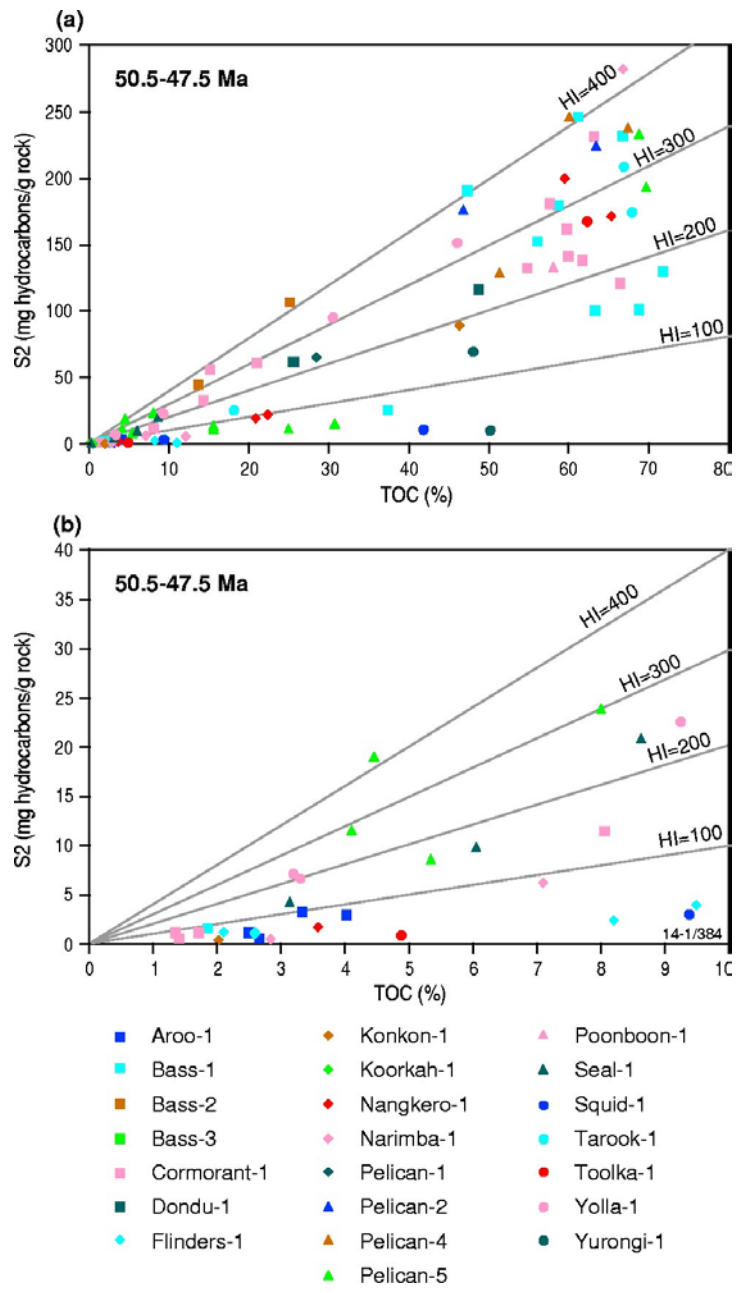 (a)
300
250
200
150
100
50
0
S2 (mg hydrocarbons/g rock)
50.5-47.5 Ma
HI=400
HI=300
HI=200
HI=100
0 10 20 30 40 50 60 70 80
TOC (%)
(b)
40
35
30
25
20
15
10
5
0
S2 (mg hydrocarbons/g rock)
50.5-47.5 Ma
HI=400
HI=300
HI=200
HI=100
14-1/384
0 1 2 3 4 5 6 7 8 9 10
TOC (%)
Aroo-1
Bass-1
Bass-2
Bass-3
Cormorant-1
Dondu-1
Flinders-1
Konkon-1
Koorkah-1
Nangkero-1
Narimba-1
Pelican-1
Pelican-2
Pelican-4
Pelican-5
Poonboon-1
Seal-1
Squid-1
Tarook-1
Toolka-1
Yolla-1
Yurongi-1